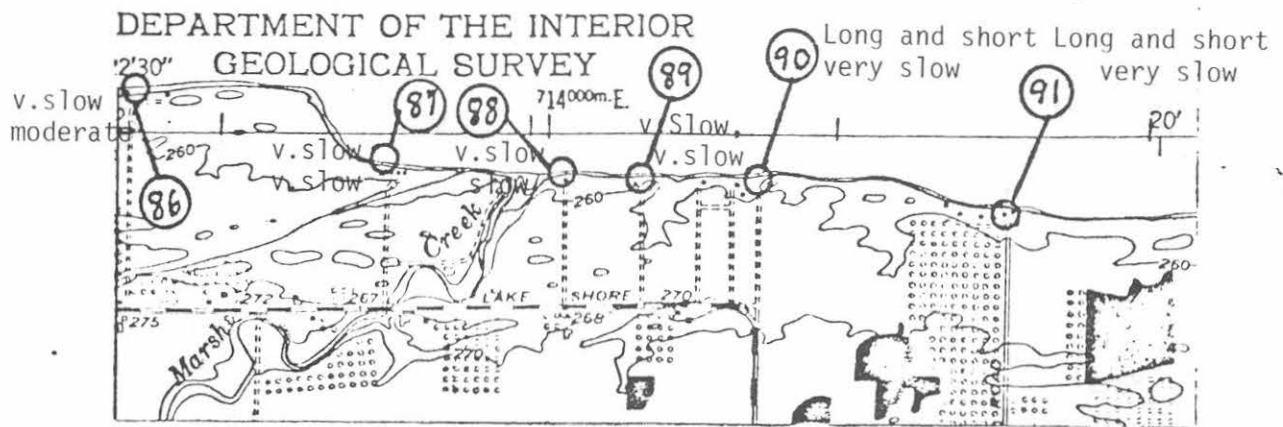 DEPARTMENT OF THE INTERIOR
GEOLOGICAL SURVEY
'2'30"
714000m.E.
20'
Long and short
very slow
Long and short
very slow
v.slow
moderate
86
87
88
89
90
91
v.slow
v.slow
v.slow
slow
v.Slow.
v.slow
260
260
260
Creek
272
267
LAKE SHORE
270
275
268
270
Marsh